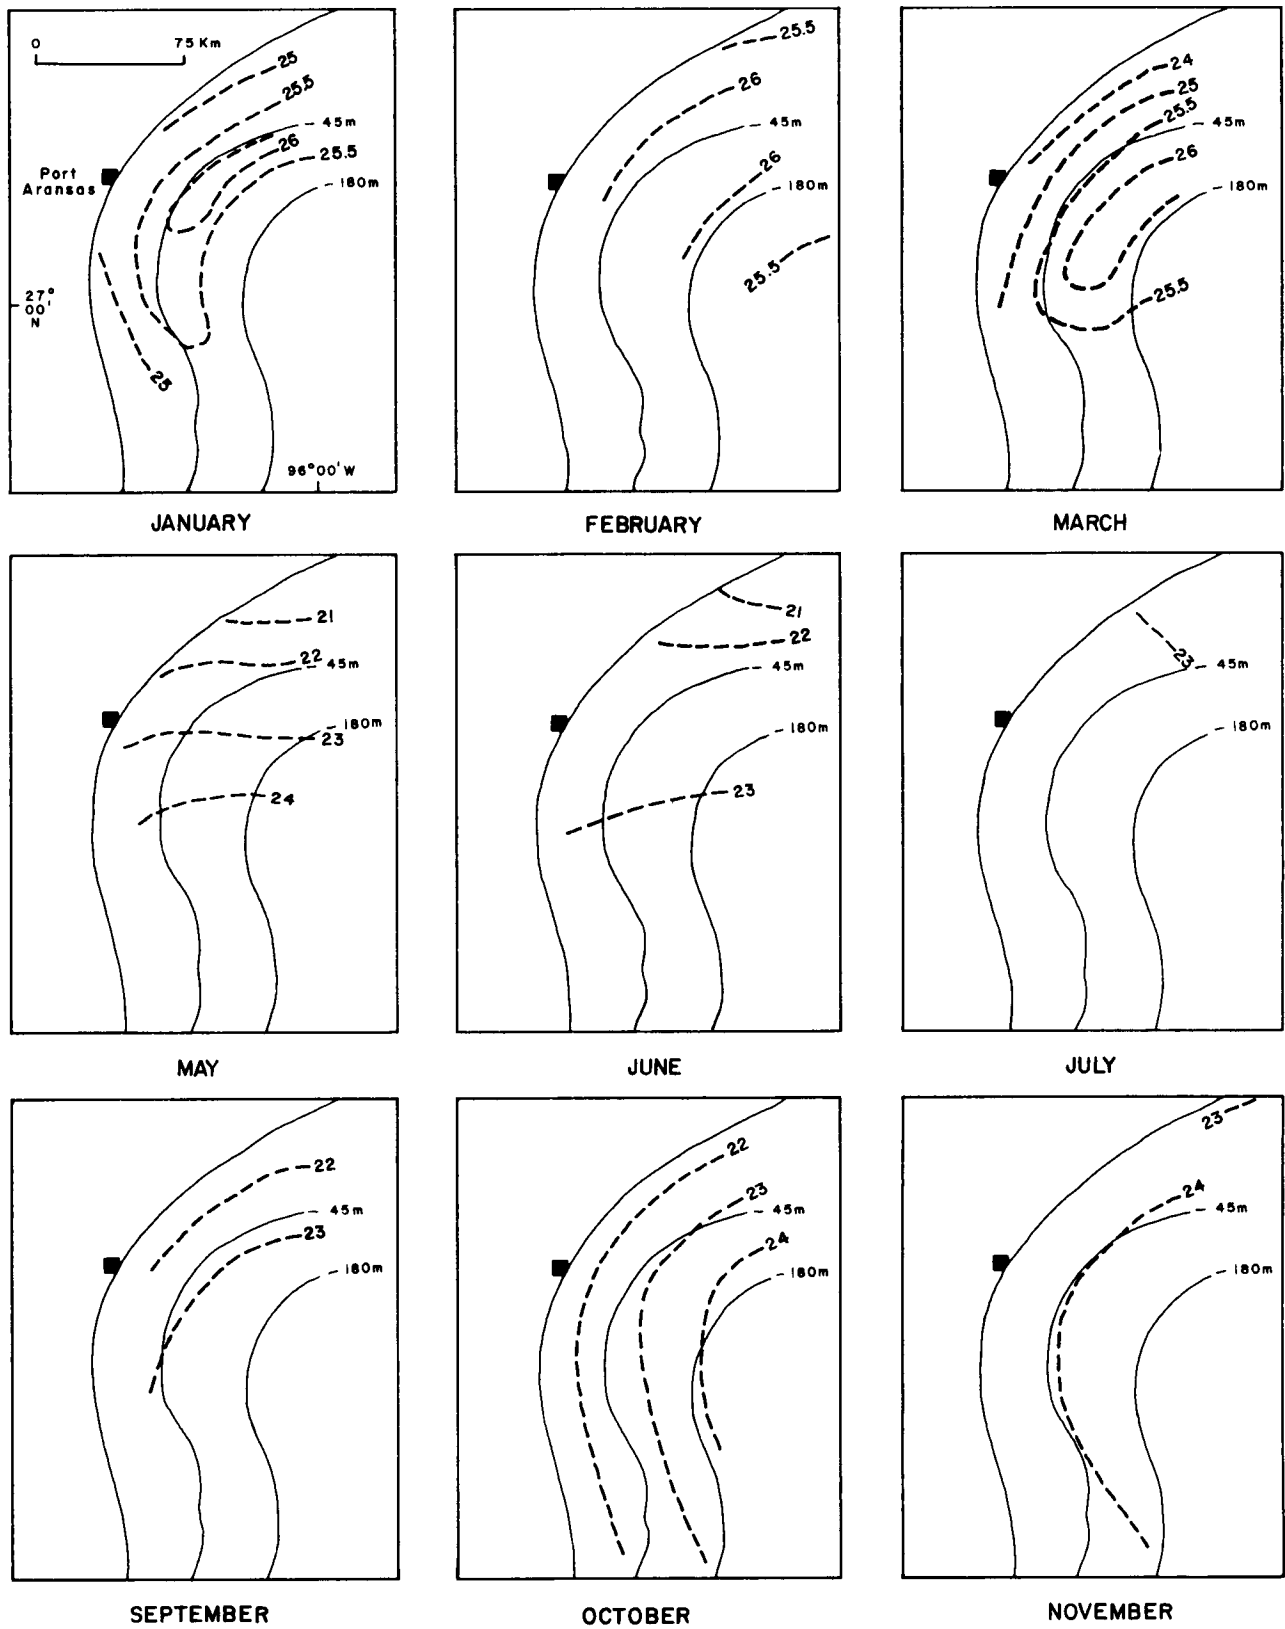 0 75 Km
25
25.5
45m
26
25.5
180m
Port
Aransas
27°
00'
N
25
96°00'W
JANUARY
25.5
26
45m
26
180m
25.5
FEBRUARY
24
25
25.5
45m
26
180m
25.5
MARCH
21
22
45m
180m
23
24
MAY
21
22
45m
180m
23
JUNE
23
45m
180m
JULY
22
45m
23
180m
SEPTEMBER
22
23
45m
24
180m
OCTOBER
23
24
45m
180m
NOVEMBER